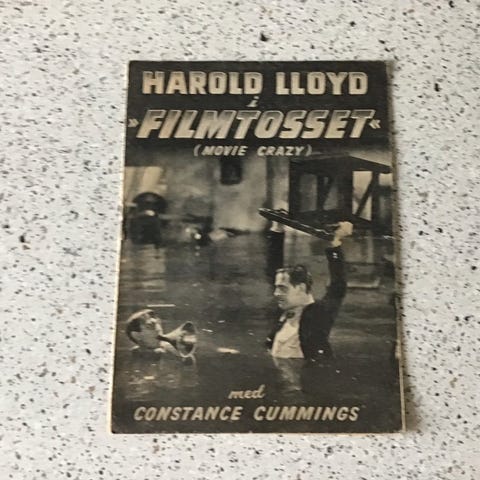 HAROLD LLOYD
i
»FILMTOSSET«
(MOVIE CRAZY)
med
CONSTANCE CUMMINGS